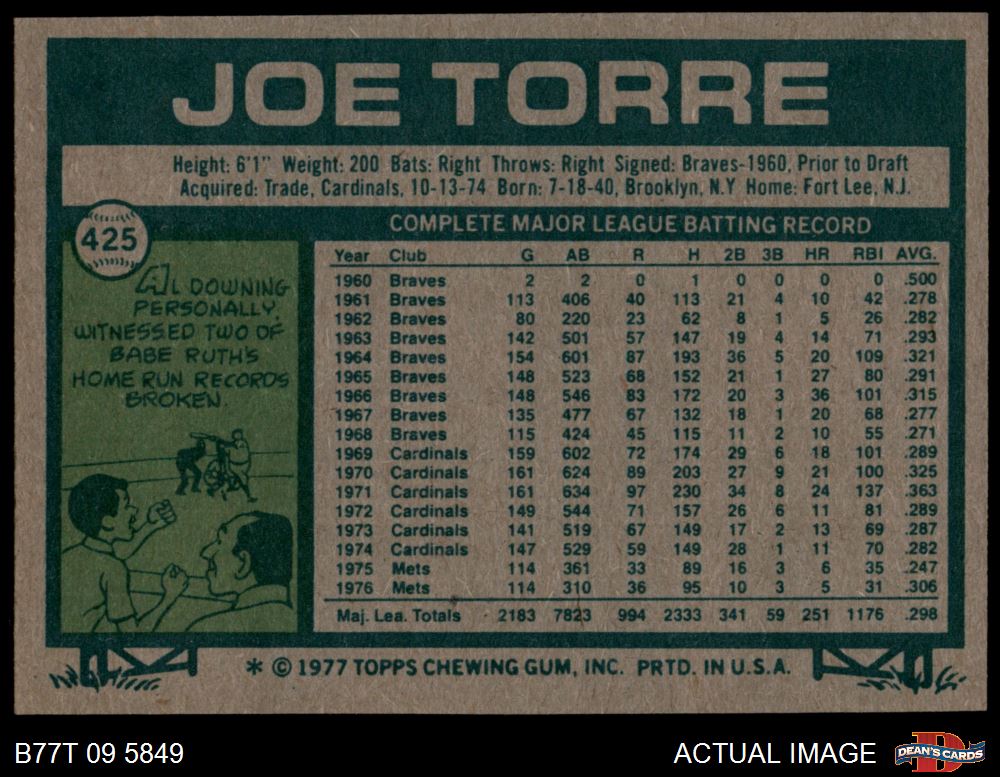 JOE TORRE
Height: 6'1" Weight: 200 Bats: Right Throws: Right Signed: Braves-1960, Prior to Draft
Acquired: Trade, Cardinals, 10-13-74 Born: 7-18-40, Brooklyn, N.Y Home: Fort Lee, N.J.
425
AL DOWNING
PERSONALLY
WITNESSED TWO OF
BABE RUTH'S
HOME RUN RECORDS
BROKEN.
COMPLETE MAJOR LEAGUE BATTING RECORD
Year Club G AB R H 2B 3B HR RBI AVG.
1960 Braves 2 2 0 1 0 0 0 0 .500
1961 Braves 113 406 40 113 21 4 10 42 .278
1962 Braves 80 220 23 62 8 1 5 26 .282
1963 Braves 142 501 57 147 19 4 14 71 .293
1964 Braves 154 601 87 193 36 5 20 109 .321
1965 Braves 148 523 68 152 21 1 27 80 .291
1966 Braves 148 546 83 172 20 3 36 101 .315
1967 Braves 135 477 67 132 18 1 20 68 .277
1968 Braves 115 424 45 115 11 2 10 55 .271
1969 Cardinals 159 602 72 174 29 6 18 101 .289
1970 Cardinals 161 624 89 203 27 9 21 100 .325
1971 Cardinals 161 634 97 230 34 8 24 137 .363
1972 Cardinals 149 544 71 157 26 6 11 81 .289
1973 Cardinals 141 519 67 149 17 2 13 69 .287
1974 Cardinals 147 529 59 149 28 1 11 70 .282
1975 Mets 114 361 33 89 16 3 6 35 .247
1976 Mets 114 310 36 95 10 3 5 31 .306
Maj. Lea. Totals 2183 7823 994 2333 341 59 251 1176 .298
* © 1977 TOPPS CHEWING GUM, INC. PRTD. IN U.S.A.
B77T 09 5849
ACTUAL IMAGE
D
DEAN'S CARDS